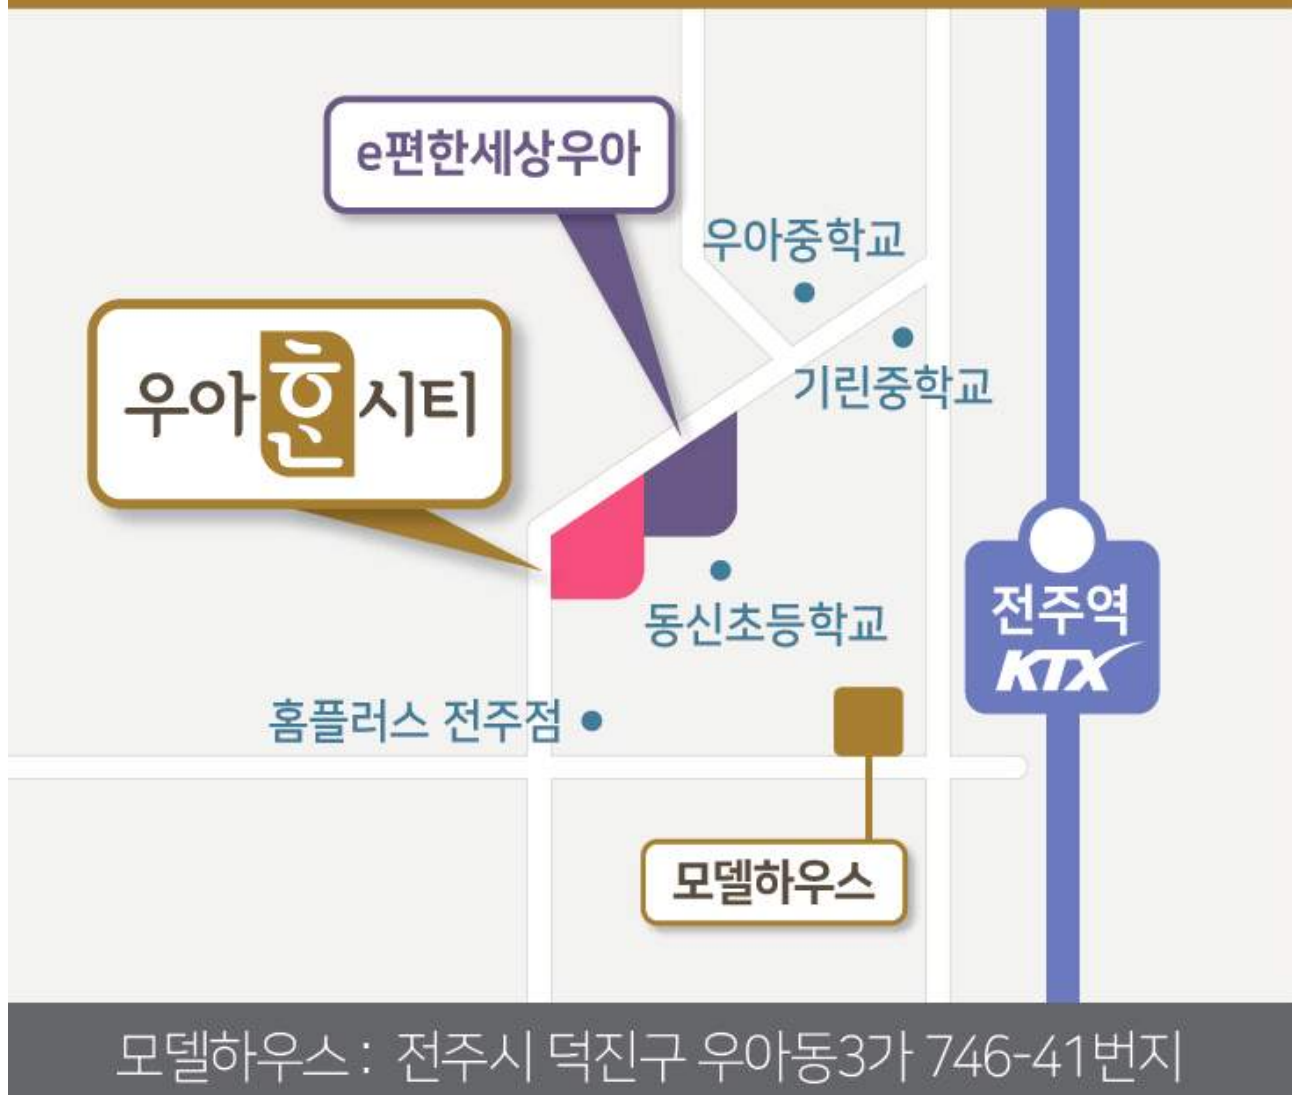 e편한세상우아
우아중학교
우아흔시티
기린중학교
동신초등학교
전주역
KTX
홈플러스 전주점
모델하우스
모델하우스 : 전주시 덕진구 우아동3가 746-41번지